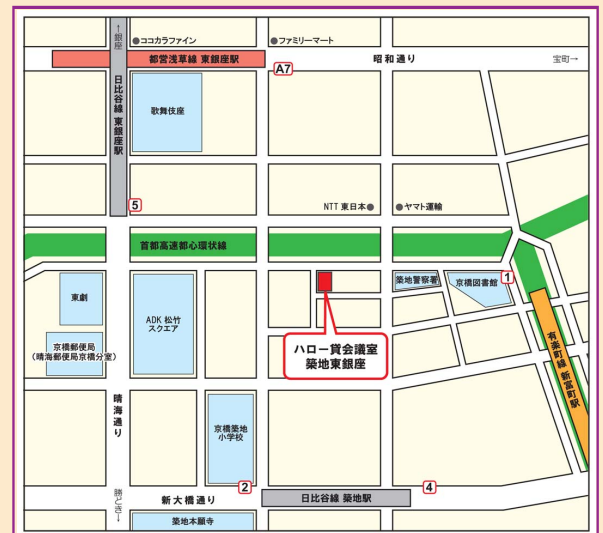 ←銀座
●ココカラファイン
●ファミリーマート
都営浅草線 東銀座駅
昭和通り
宝町→
A7
日比谷線 東銀座駅
歌舞伎座
5
NTT 東日本●
●ヤマト運輸
首都高速都心環状線
1
東劇
ADK 松竹
スクエア
築地警察署
京橋図書館
京橋郵便局
(晴海郵便局京橋分室)
ハロー貸会議室
築地東銀座
有楽町線 新富町駅
晴海通り
京橋築地
小学校
2
4
勝どき→
新大橋通り
日比谷線 築地駅
築地本願寺